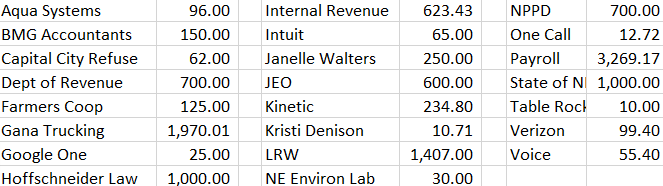 Aqua Systems 96.00 Internal Revenue 623.43 NPPD 700.00
BMG Accountants 150.00 Intuit 65.00 One Call 12.72
Capital City Refuse 62.00 Janelle Walters 250.00 Payroll 3,269.17
Dept of Revenue 700.00 JEO 600.00 State of 1,000.00
Farmers Coop 125.00 Kinetic 234.80 Table Rock 10.00
Gana Trucking 1,970.01 Kristi Denison 10.71 Verizon 99.40
Google One 25.00 LRW 1,407.00 Voice 55.40
Hoffschneider Law 1,000.00 NE Environ Lab 30.00